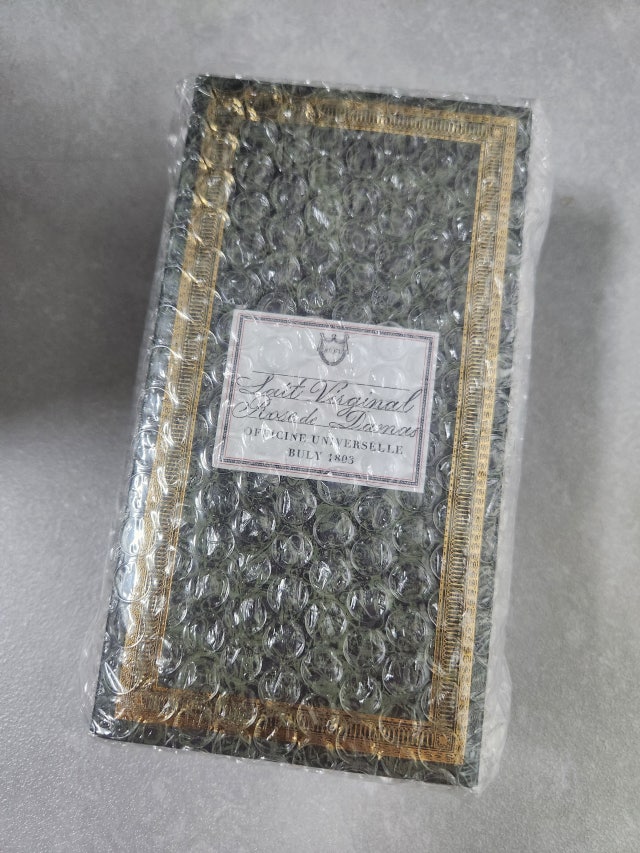 Lait Virginal
Rose de Damas
OFFICINE UNIVERSELLE
BULY 1803